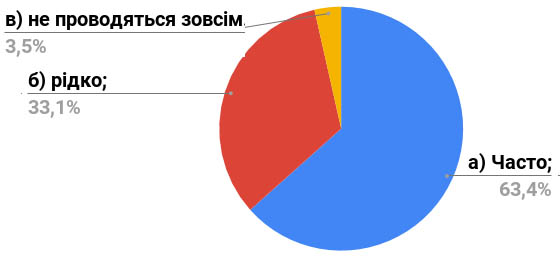 в) не проводяться зовсім.
3,5%
б) рідко;
33,1%
а) Часто;
63,4%